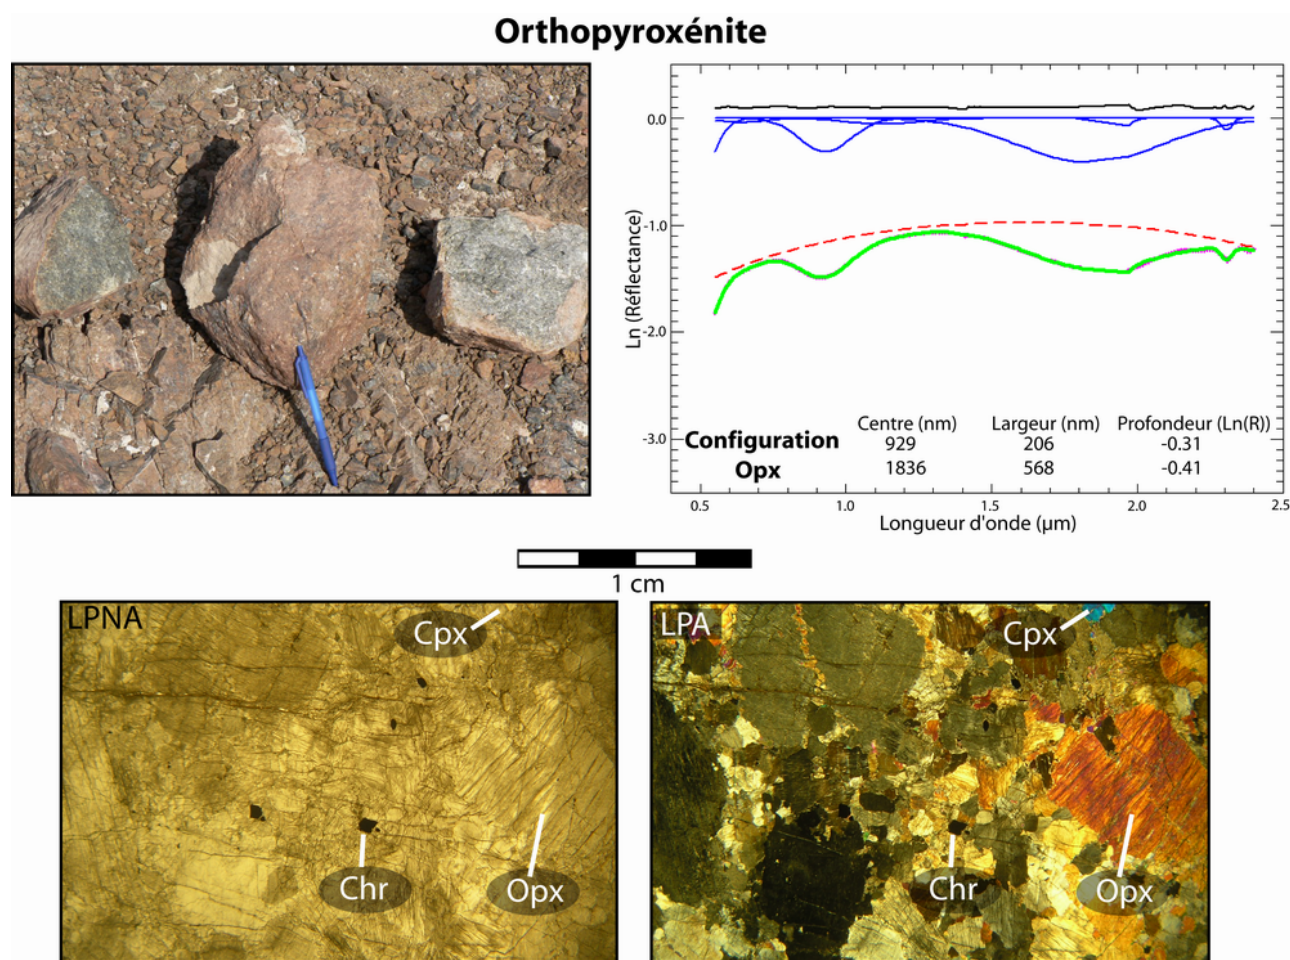 Orthopyroxénite
0.0
-1.0
-2.0
-3.0
Ln (Réflectance)
Centre (nm) Largeur (nm) Profondeur (Ln(R))
Configuration 929 206 -0.31
Opx 1836 568 -0.41
0.5 1.0 1.5 2.0 2.5
Longueur d'onde (µm)
1 cm
LPNA
Cpx
Chr
Opx
LPA
Cpx
Chr
Opx